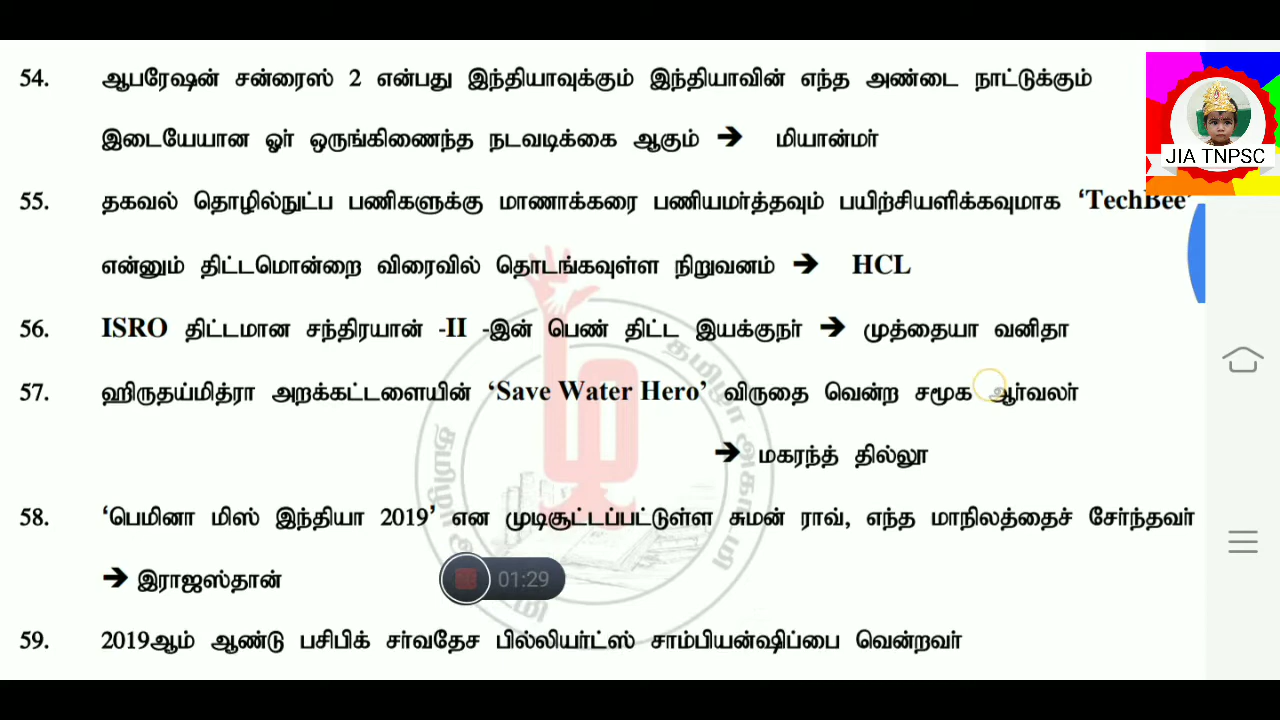 54. ஆபரேஷன் சன்ரைஸ் 2 என்பது இந்தியாவுக்கும் இந்தியாவின் எந்த அண்டை நாட்டுக்கும்
இடையேயான ஓர் ஒருங்கிணைந்த நடவடிக்கை ஆகும் ➔ மியான்மர்
JIA TNPSC
55. தகவல் தொழில்நுட்ப பணிகளுக்கு மாணாக்கரை பணியமர்த்தவும் பயிற்சியளிக்கவுமாக ‘TechBee’
என்னும் திட்டமொன்றை விரைவில் தொடங்கவுள்ள நிறுவனம் ➔ HCL
56. ISRO திட்டமான சந்திரயான் -II -இன் பெண் திட்ட இயக்குநர் ➔ முத்தையா வனிதா
57. ஹிருதய்மித்ரா அறக்கட்டளையின் ‘Save Water Hero’ விருதை வென்ற சமூக ஆர்வலர்
➔ மகரந்த் தில்லூ
58. ‘பெமினா மிஸ் இந்தியா 2019’ என முடிசூட்டப்பட்டுள்ள சுமன் ராவ், எந்த மாநிலத்தைச் சேர்ந்தவர்
➔ இராஜஸ்தான்
01:29
59. 2019ஆம் ஆண்டு பசிபிக் சர்வதேச பில்லியர்ட்ஸ் சாம்பியன்ஷிப்பை வென்றவர்